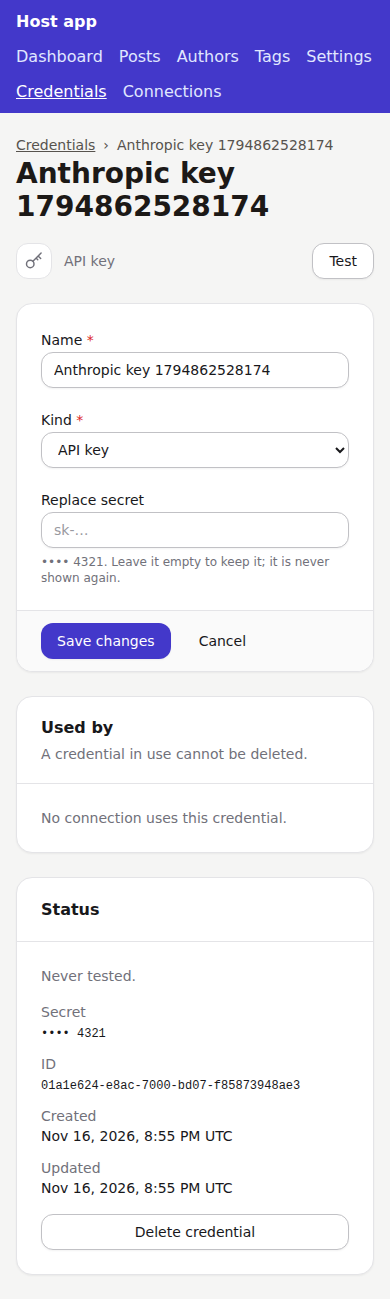 Host app
Dashboard Posts Authors Tags Settings
Credentials Connections
Credentials › Anthropic key 1794862528174
Anthropic key
1794862528174
API key Test
Name *
Anthropic key 1794862528174
Kind *
API key
Replace secret
sk-...
•••• 4321. Leave it empty to keep it; it is never
shown again.
Save changes Cancel
Used by
A credential in use cannot be deleted.
No connection uses this credential.
Status
Never tested.
Secret
•••• 4321
ID
01a1e624-e8ac-7000-bd07-f85873948ae3
Created
Nov 16, 2026, 8:55 PM UTC
Updated
Nov 16, 2026, 8:55 PM UTC
Delete credential